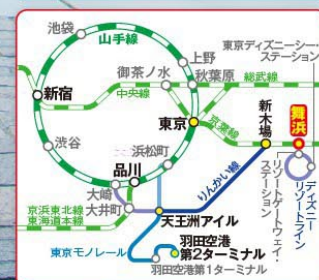 池袋
山手線
上野
東京ディズニーシー・
ステーション
御茶ノ水
秋葉原
総武線
新宿
中央線
新木場
舞浜
東京
京葉線
渋谷
浜松町
品川
りんかい線
リゾートゲートウェイ・
ステーション
ディズニー
リゾートライン
大崎
京浜東北線
東海道本線
大井町
天王洲アイル
東京モノレール
羽田空港
第2ターミナル
羽田空港第1ターミナル